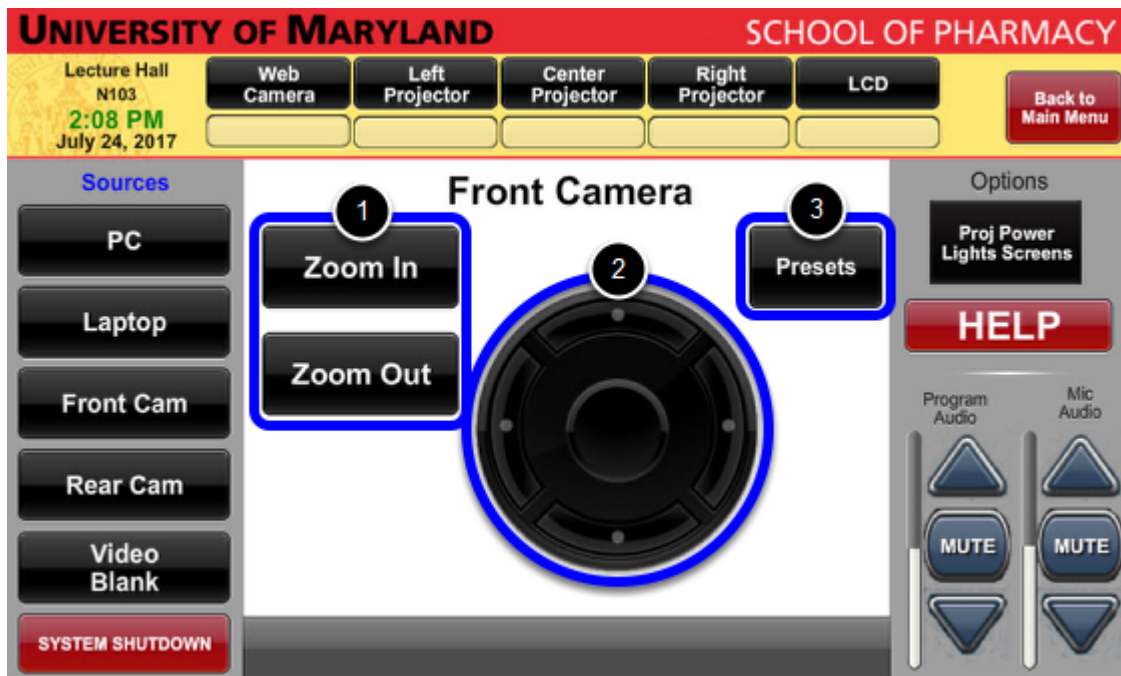 UNIVERSITY OF MARYLAND
SCHOOL OF PHARMACY
Lecture Hall
N103
2:08 PM
July 24, 2017
Web
Camera
Left
Projector
Center
Projector
Right
Projector
LCD
Back to
Main Menu
Sources
PC
Laptop
Front Cam
Rear Cam
Video
Blank
SYSTEM SHUTDOWN
Front Camera
1
Zoom In
Zoom Out
2
3
Presets
Options
Proj Power
Lights Screens
HELP
Program
Audio
Mic
Audio
MUTE
MUTE